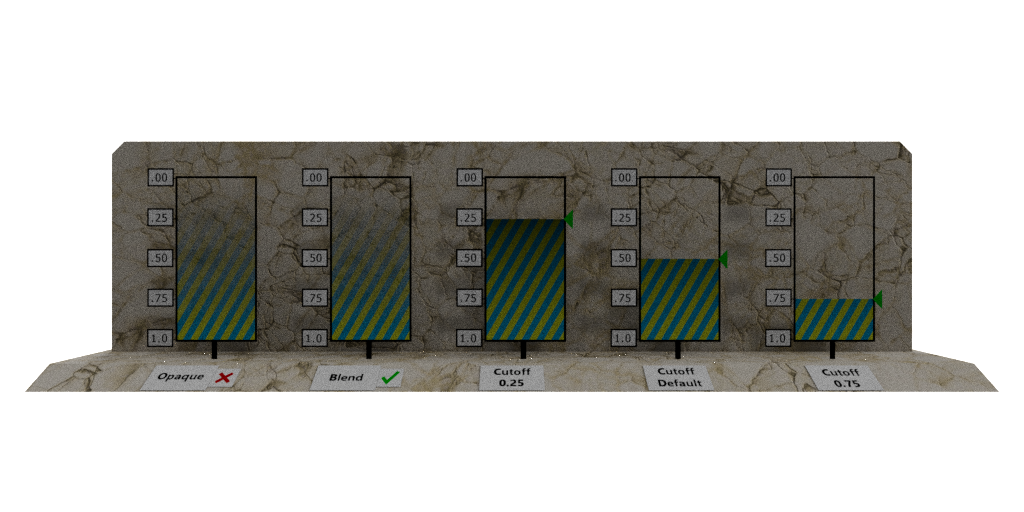 .00 .00 .00 .00 .00
.25 .25 .25 .25 .25
.50 .50 .50 .50 .50
.75 .75 .75 .75 .75
1.0 1.0 1.0 1.0 1.0
Opaque
Blend
Cutoff
0.25
Cutoff
Default
Cutoff
0.75